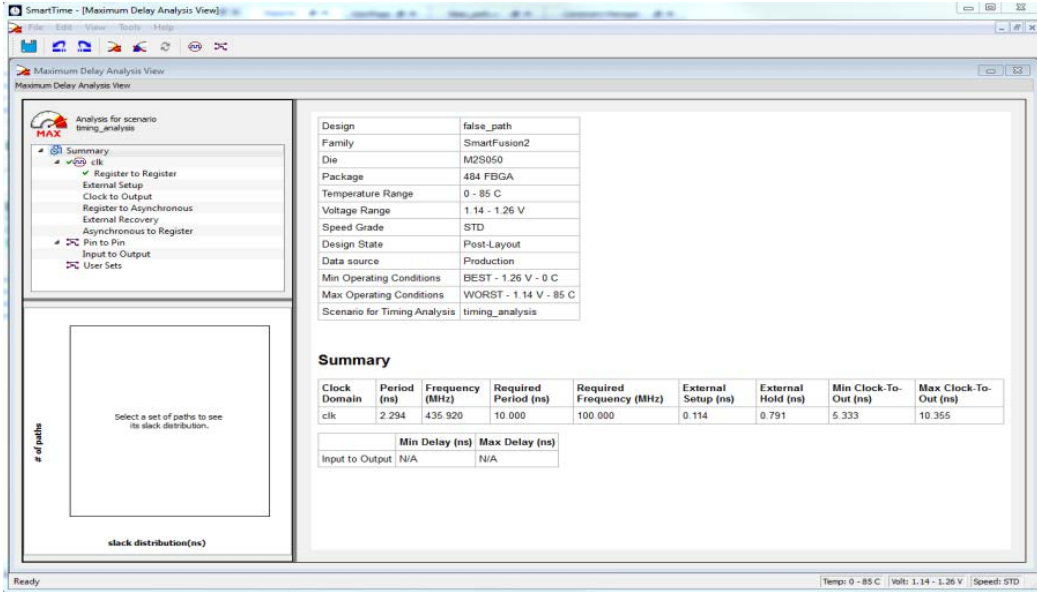 SmartTime - [Maximum Delay Analysis View]
File Edit View Tools Help
Maximum Delay Analysis View
Maximum Delay Analysis View
MAX
Analysis for scenario
timing_analysis
Summary
clk
Register to Register
External Setup
Clock to Output
Register to Asynchronous
External Recovery
Asynchronous to Register
Pin to Pin
Input to Output
User Sets
# of paths
Select a set of paths to see
its slack distribution.
slack distribution(ns)
Design false_path
Family SmartFusion2
Die M2S050
Package 484 FBGA
Temperature Range 0 - 85 C
Voltage Range 1.14 - 1.26 V
Speed Grade STD
Design State Post-Layout
Data source Production
Min Operating Conditions BEST - 1.26 V - 0 C
Max Operating Conditions WORST - 1.14 V - 85 C
Scenario for Timing Analysis timing_analysis
Summary
Clock Domain Period (ns) Frequency (MHz) Required Period (ns) Required Frequency (MHz) External Setup (ns) External Hold (ns) Min Clock-To-Out (ns) Max Clock-To-Out (ns)
clk 2.294 435.920 10.000 100.000 0.114 0.791 5.333 10.355
Min Delay (ns) Max Delay (ns)
Input to Output N/A N/A
Ready Temp: 0 - 85 C Volt: 1.14 - 1.26 V Speed: STD